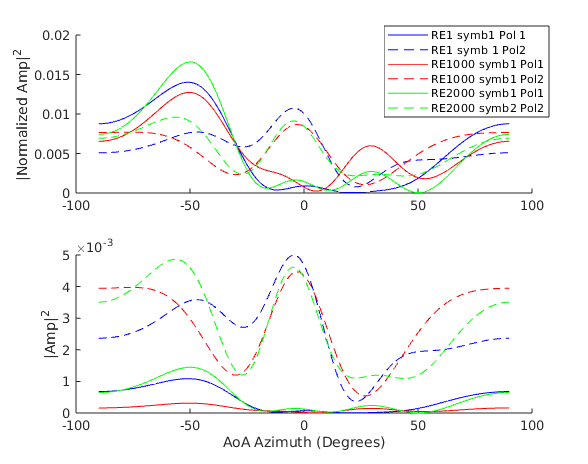 |Normalized Amp|²
0.02
0.015
0.01
0.005
0
-100
-50
0
50
100
RE1 symb1 Pol 1
RE1 symb 1 Pol2
RE1000 symb1 Pol1
RE1000 symb1 Pol2
RE2000 symb1 Pol1
RE2000 symb2 Pol2
×10⁻³
|Amp|²
5
4
3
2
1
0
-100
-50
0
50
100
AoA Azimuth (Degrees)